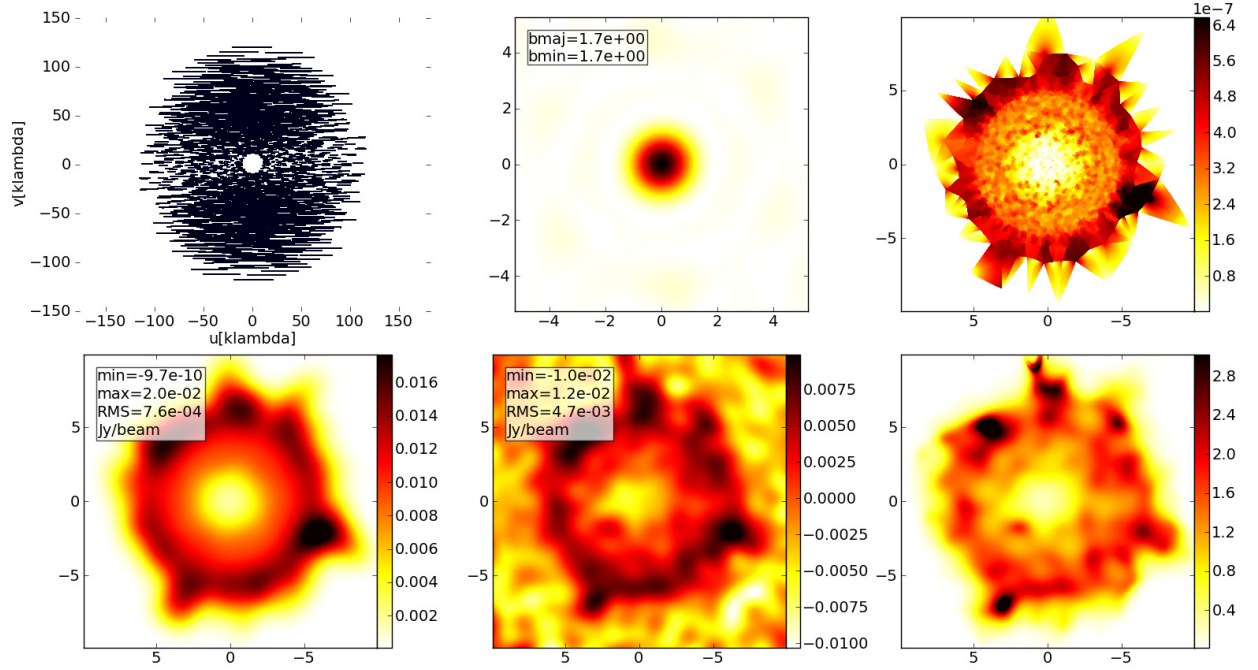 150
100
50
0
−50
−100
−150
v[klambda]
−150 −100 −50 0 50 100 150
u[klambda]
bmaj=1.7e+00
bmin=1.7e+00
4
2
0
−2
−4
−4 −2 0 2 4
1e−7
5
0
−5
5 0 −5
6.4
5.6
4.8
4.0
3.2
2.4
1.6
0.8
min=-9.7e-10
max=2.0e-02
RMS=7.6e-04
Jy/beam
5
0
−5
5 0 −5
0.016
0.014
0.012
0.010
0.008
0.006
0.004
0.002
min=-1.0e-02
max=1.2e-02
RMS=4.7e-03
Jy/beam
5
0
−5
5 0 −5
0.0075
0.0050
0.0025
0.0000
−0.0025
−0.0050
−0.0075
−0.0100
5
0
−5
5 0 −5
2.8
2.4
2.0
1.6
1.2
0.8
0.4